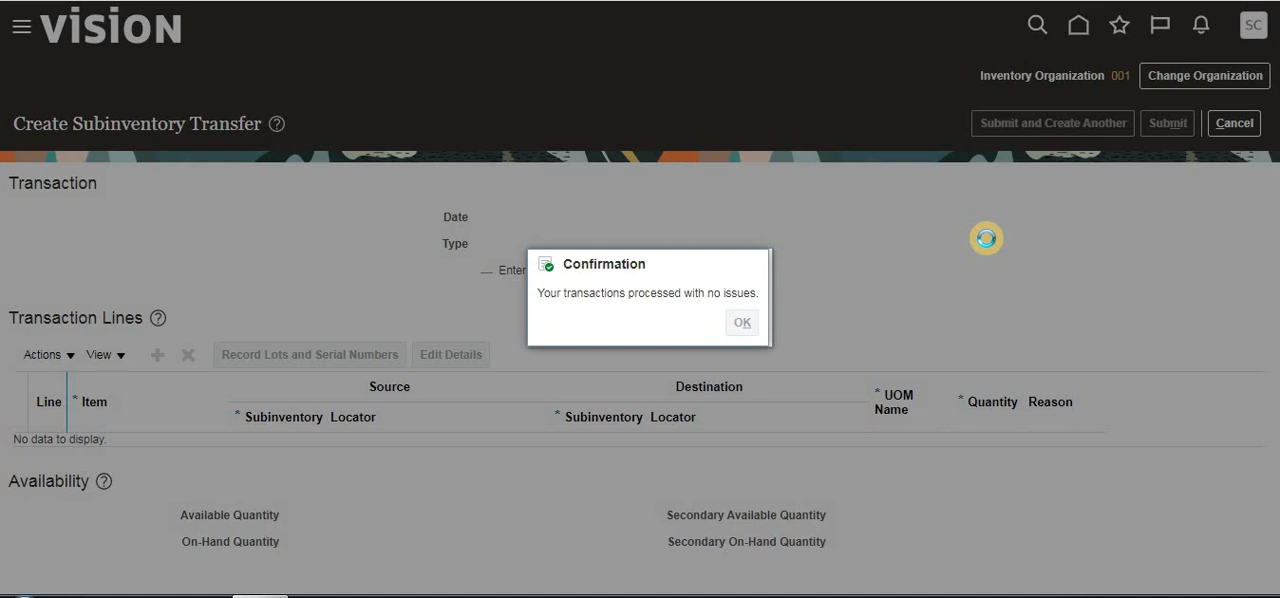 VISION
SC
Inventory Organization 001 Change Organization
Create Subinventory Transfer ?
Submit and Create Another Submit Cancel
Transaction
Date
Type
Enter
Confirmation
Your transactions processed with no issues.
OK
Transaction Lines ?
Actions View Record Lots and Serial Numbers Edit Details
Source Destination
Line * Item * Subinventory Locator * Subinventory Locator * UOM Name * Quantity Reason
No data to display.
Availability ?
Available Quantity Secondary Available Quantity
On-Hand Quantity Secondary On-Hand Quantity